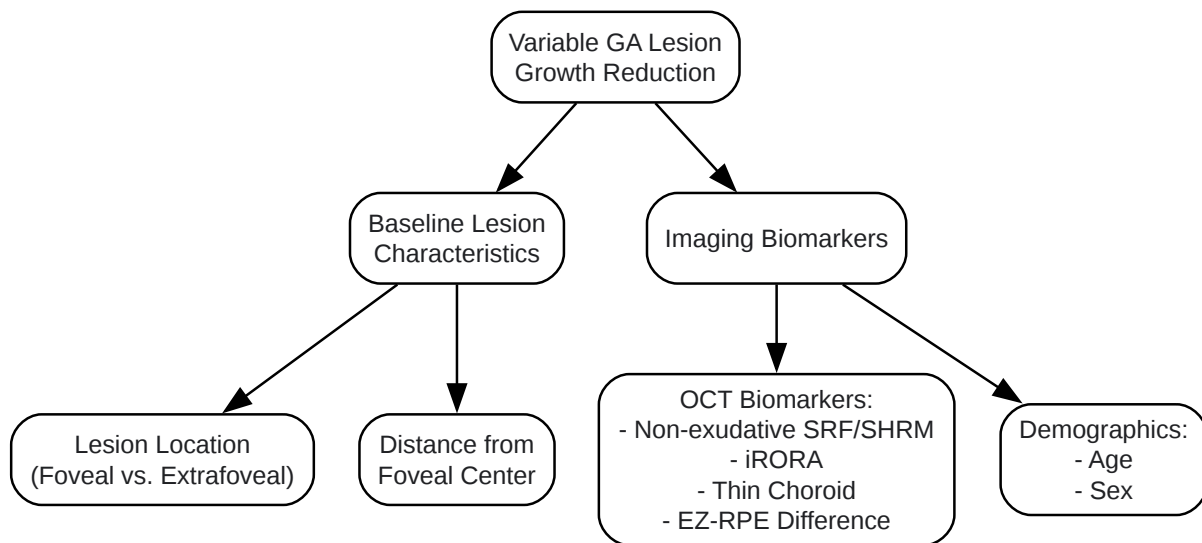 Variable GA Lesion
Growth Reduction
Baseline Lesion
Characteristics
Imaging Biomarkers
Lesion Location
(Foveal vs. Extrafoveal)
Distance from
Foveal Center
OCT Biomarkers:
- Non-exudative SRF/SHRM
- iRORA
- Thin Choroid
- EZ-RPE Difference
Demographics:
- Age
- Sex